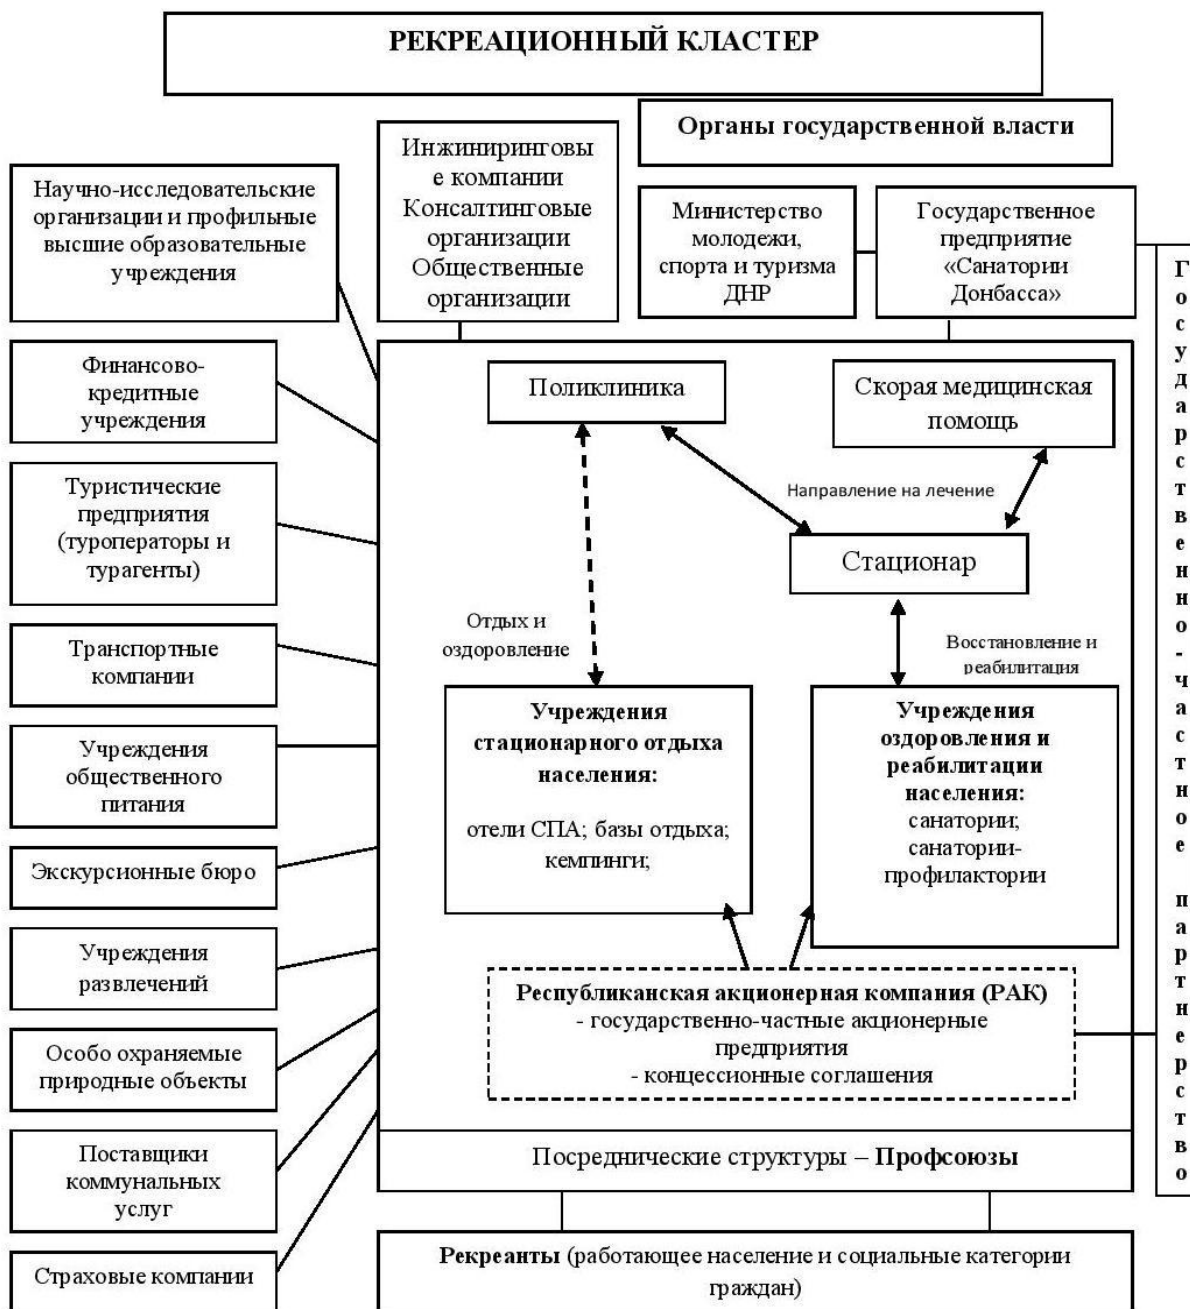 РЕКРЕАЦИОННЫЙ КЛАСТЕР
Органы государственной власти
Инжиниринговы
е компании
Консалтинговые
организации
Общественные
организации
Научно-исследовательские
организации и профильные
высшие образовательные
учреждения
Министерство
молодежи,
спорта и туризма
ДНР
Государственное
предприятие
«Санатории
Донбасса»
Г
о
с
у
д
а
р
с
т
в
е
н
н
о
-
ч
а
с
т
н
о
е
п
а
р
т
н
е
р
с
т
в
о
Финансово-
кредитные
учреждения
Туристические
предприятия
(туроператоры и
турагенты)
Транспортные
компании
Учреждения
общественного
питания
Экскурсионные бюро
Учреждения
развлечений
Особо охраняемые
природные объекты
Поставщики
коммунальных
услуг
Страховые компании
Поликлиника
Скорая медицинская
помощь
Направление на лечение
Стационар
Отдых и
оздоровление
Восстановление и
реабилитация
Учреждения
стационарного отдыха
населения:
отели СПА; базы отдыха;
кемпинги;
Учреждения
оздоровления и
реабилитации
населения:
санатории;
санатории-
профилактории
Республиканская акционерная компания (РАК)
- государственно-частные акционерные
предприятия
- концессионные соглашения
Посреднические структуры – Профсоюзы
Рекреанты (работающее население и социальные категории
граждан)